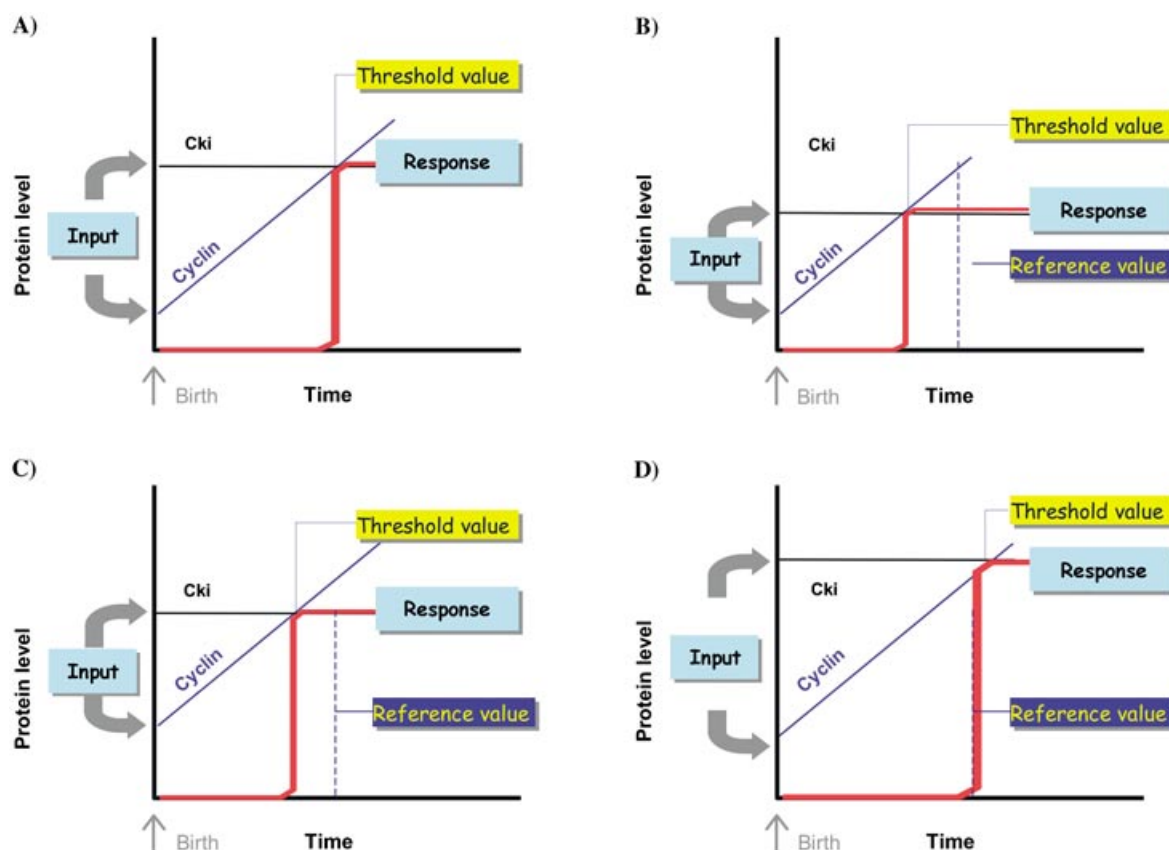 A)
Threshold value
Cki
Response
Input
Cyclin
Protein level
Birth
Time
B)
Threshold value
Cki
Response
Input
Cyclin
Reference value
Protein level
Birth
Time
C)
Threshold value
Cki
Response
Input
Cyclin
Reference value
Protein level
Birth
Time
D)
Threshold value
Response
Cki
Input
Cyclin
Reference value
Protein level
Birth
Time